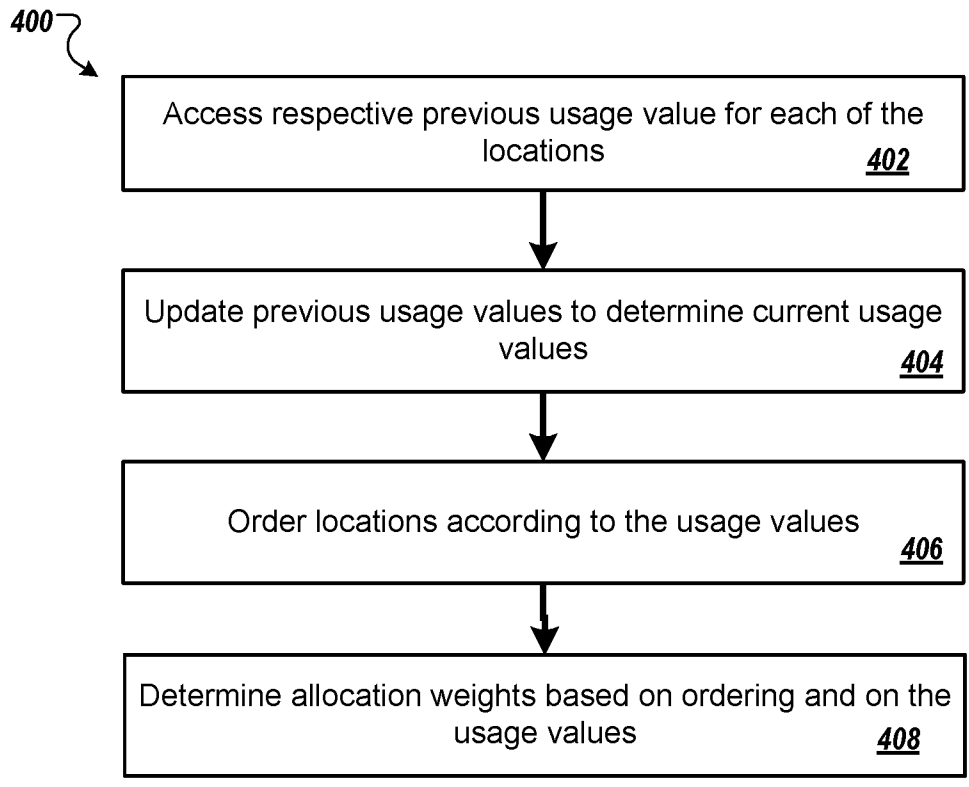 400
Access respective previous usage value for each of the
locations
402
Update previous usage values to determine current usage
values
404
Order locations according to the usage values
406
Determine allocation weights based on ordering and on the
usage values
408